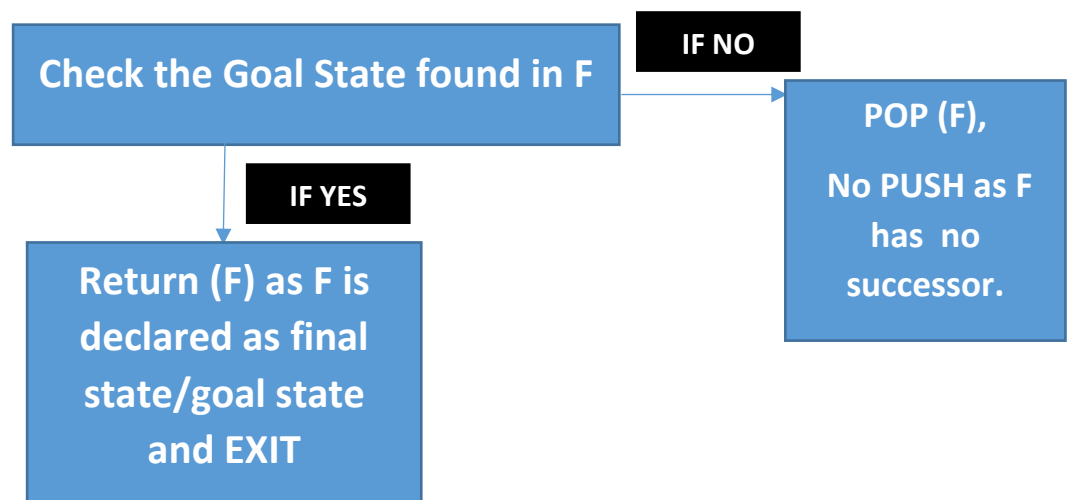 Check the Goal State found in F
IF NO
POP (F),
No PUSH as F
has no
successor.
IF YES
Return (F) as F is
declared as final
state/goal state
and EXIT